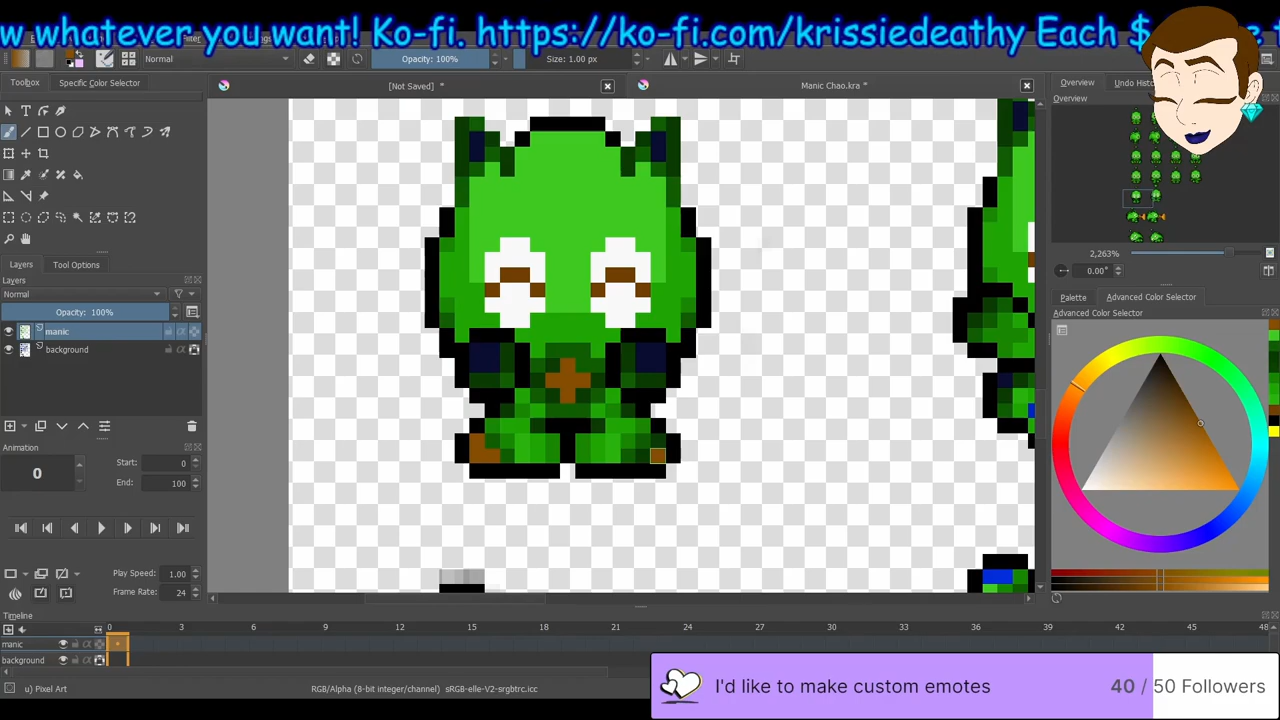 w whatever you want! Ko-fi. https://ko-fi.com/krissiedeathy Each $
Normal
Opacity: 100%
Size: 1.00 px
Toolbox
Specific Color Selector
[Not Saved] *
Manic Chao.kra *
Overview
Undo Hist
Overview
2,263%
0.00°
Layers
Tool Options
Layers
Normal
Opacity: 100%
manic
background
Palette
Advanced Color Selector
Advanced Color Selector
Animation
0
Start:
0
End:
100
Play Speed:
1.00
Frame Rate:
24
Timeline
0 3 6 9 12 15 18 21 24 27 30 33 36 39 42 45 48
manic
background
u) Pixel Art
RGB/Alpha (8-bit integer/channel) sRGB-elle-V2-srgbtrc.icc
I'd like to make custom emotes
40 / 50 Followers